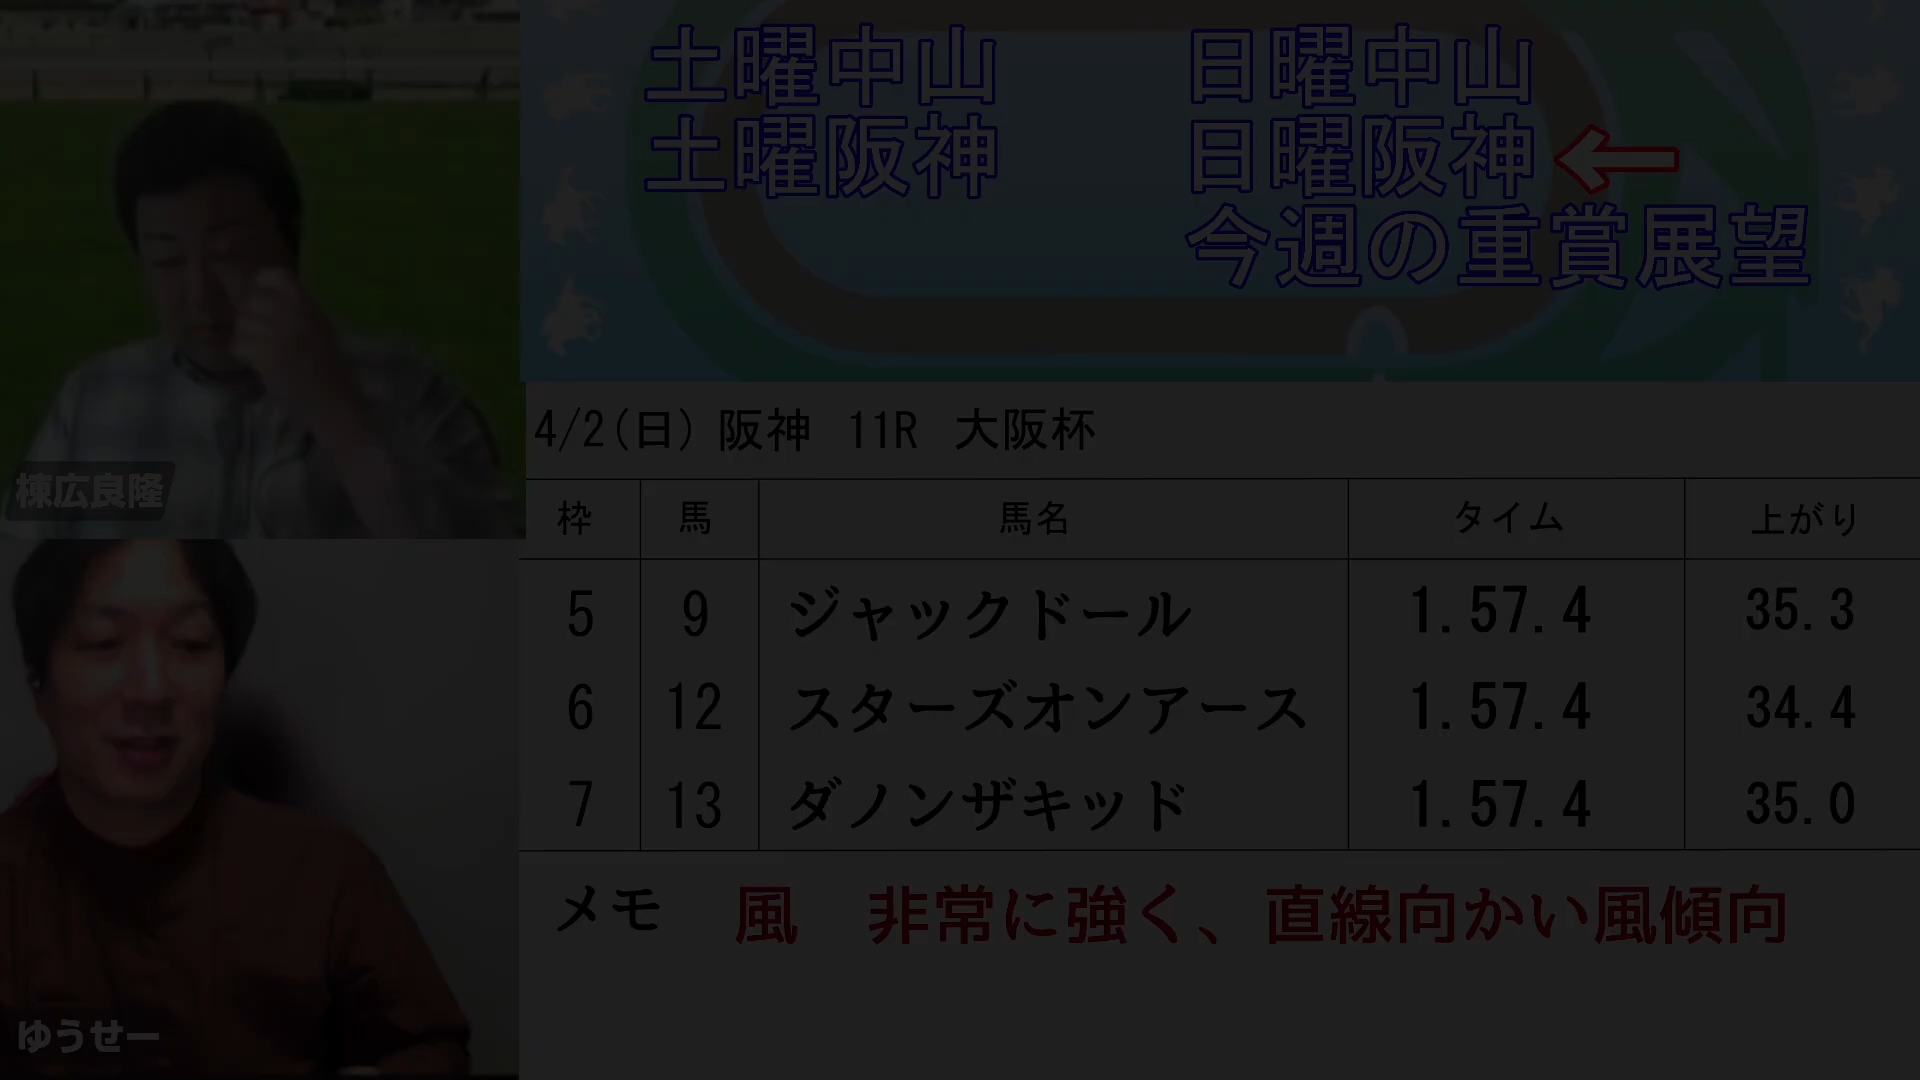 土曜中山 日曜中山
土曜阪神 日曜阪神 ←
今週の重賞展望
棟広良隆
ゆうせー
4/2(日) 阪神 11R 大阪杯
枠 馬 馬名 タイム 上がり
5 9 ジャックドール 1.57.4 35.3
6 12 スターズオンアース 1.57.4 34.4
7 13 ダノンザキッド 1.57.4 35.0
メモ 風 非常に強く、直線向かい風傾向